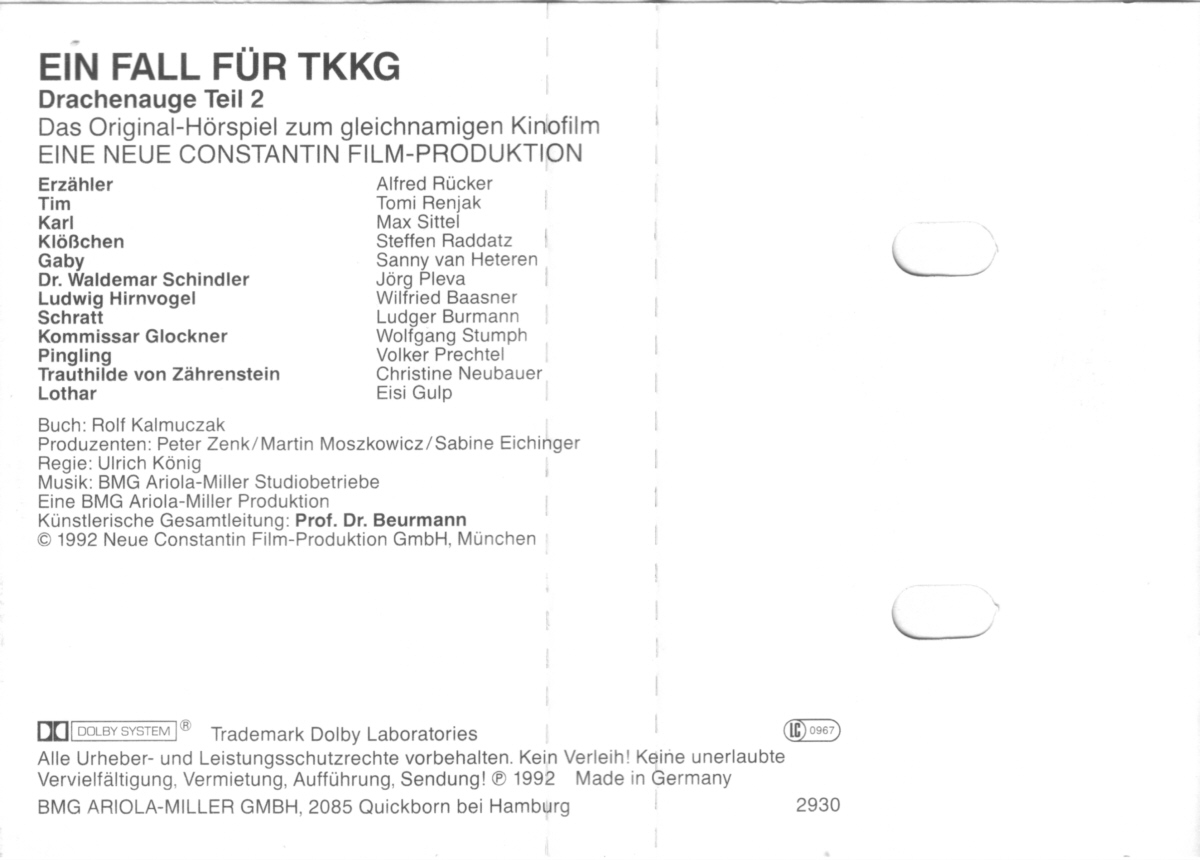 EIN FALL FÜR TKKG
Drachenauge Teil 2
Das Original-Hörspiel zum gleichnamigen Kinofilm
EINE NEUE CONSTANTIN FILM-PRODUKTION
Erzähler Alfred Rücker
Tim Tomi Renjak
Karl Max Sittel
Klößchen Steffen Raddatz
Gaby Sanny van Heteren
Dr. Waldemar Schindler Jörg Pleva
Ludwig Hirnvogel Wilfried Baasner
Schratt Ludger Burmann
Kommissar Glockner Wolfgang Stumph
Pingling Volker Prechtel
Trauthilde von Zährenstein Christine Neubauer
Lothar Eisi Gulp
Buch: Rolf Kalmuczak
Produzenten: Peter Zenk/Martin Moszkowicz/Sabine Eichinger
Regie: Ulrich König
Musik: BMG Ariola-Miller Studiobetriebe
Eine BMG Ariola-Miller Produktion
Künstlerische Gesamtleitung: Prof. Dr. Beurmann
© 1992 Neue Constantin Film-Produktion GmbH, München
DOLBY SYSTEM ® Trademark Dolby Laboratories LC 0967
Alle Urheber- und Leistungsschutzrechte vorbehalten. Kein Verleih! Keine unerlaubte
Vervielfältigung, Vermietung, Aufführung, Sendung! ℗ 1992 Made in Germany
BMG ARIOLA-MILLER GMBH, 2085 Quickborn bei Hamburg 2930